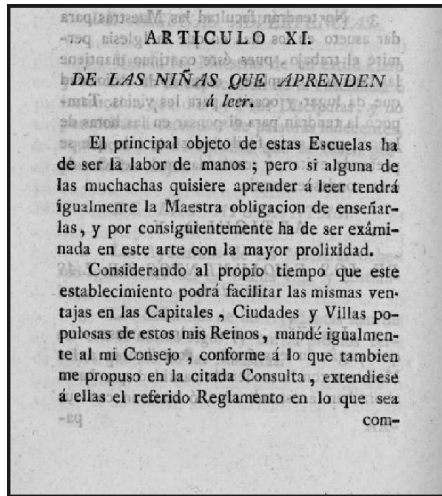 ARTICULO XI.
DE LAS NIÑAS QUE APRENDEN
á leer.
El principal objeto de estas Escuelas ha
de ser la labor de manos ; pero si alguna de
las muchachas quisiere aprender á leer tendrá
igualmente la Maestra obligacion de enseñar-
las, y por consiguientemente ha de ser exâmi-
nada en este arte con la mayor prolixidad.
Considerando al propio tiempo que este
establecimiento podrá facilitar las mismas ven-
tajas en las Capitales , Ciudades y Villas po-
pulosas de estos mis Reinos, mandé igualmen-
te al mi Consejo , conforme á lo que tambien
me propuso en la citada Consulta , extendiese
á ellas el referido Reglamento en lo que sea
com-